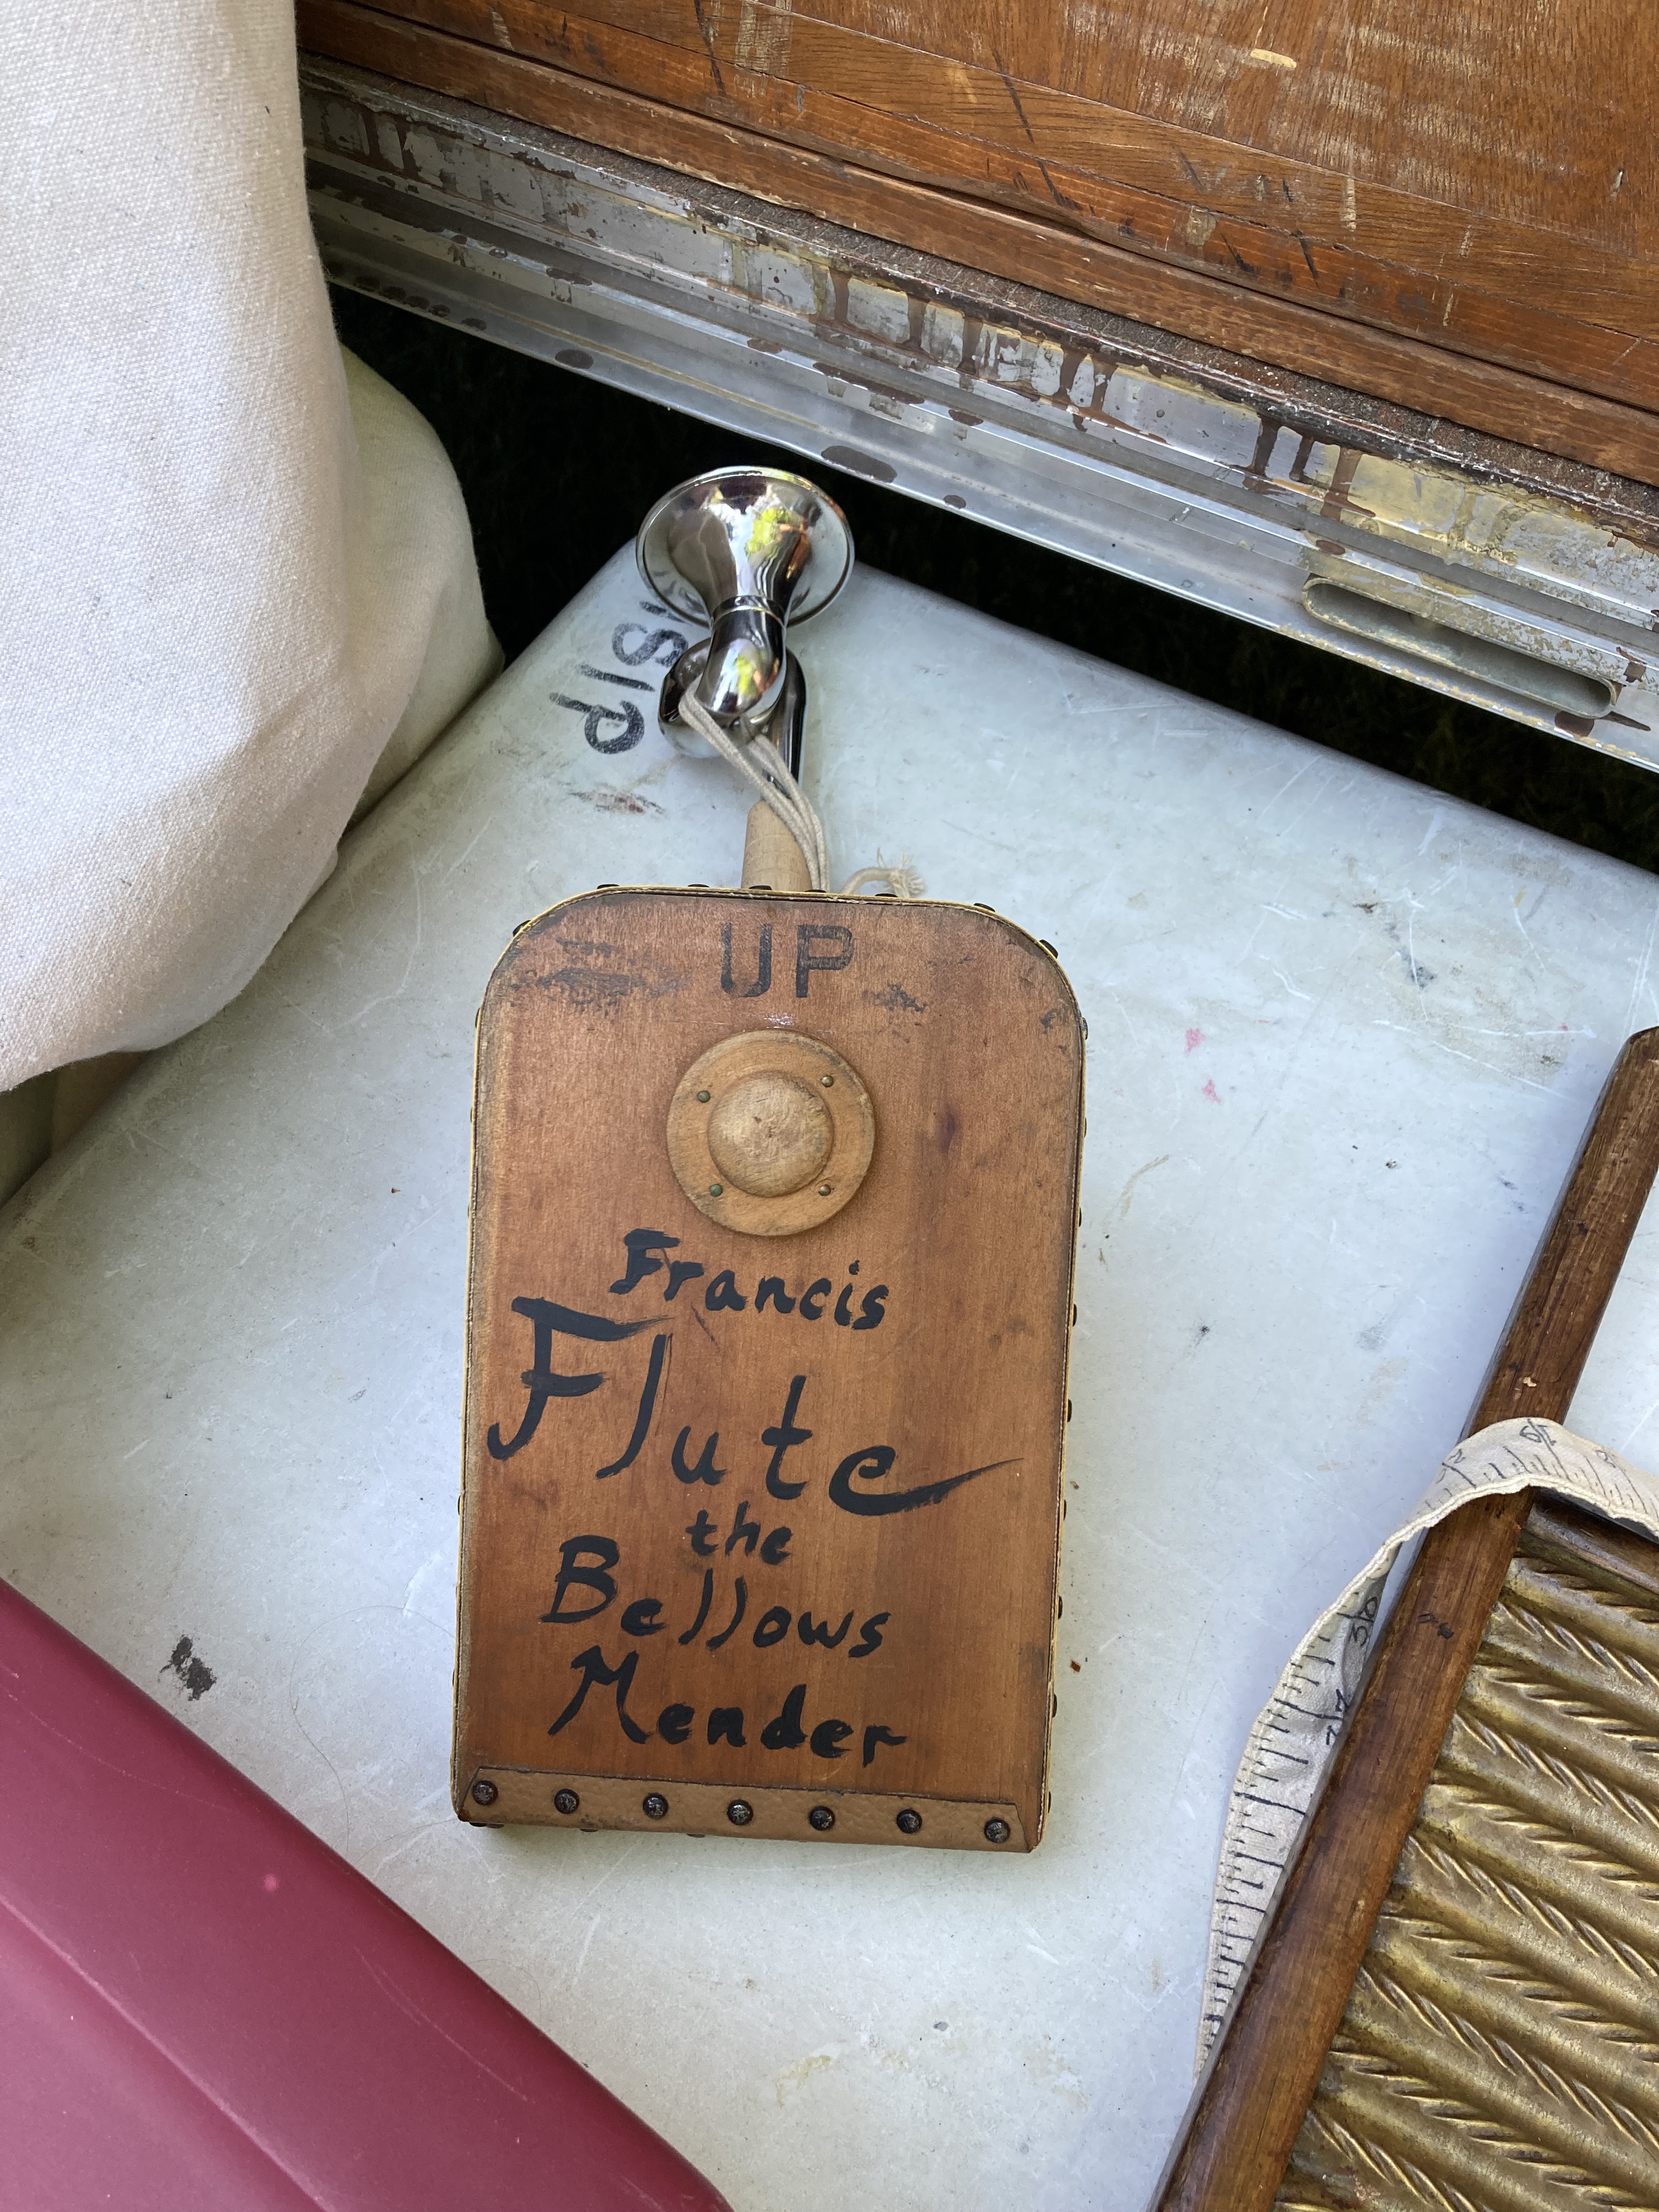 UP
Francis
Flute
the
Bellows
Mender